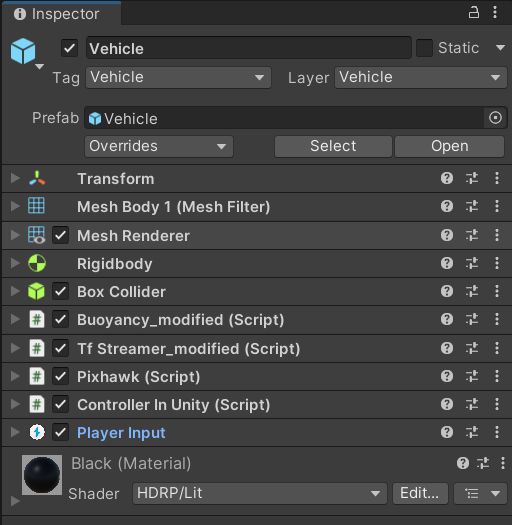 Inspector
Vehicle
Static
Tag Vehicle Layer Vehicle
Prefab Vehicle
Overrides Select Open
Transform
Mesh Body 1 (Mesh Filter)
Mesh Renderer
Rigidbody
Box Collider
Buoyancy_modified (Script)
Tf Streamer_modified (Script)
Pixhawk (Script)
Controller In Unity (Script)
Player Input
Black (Material)
Shader HDRP/Lit Edit...